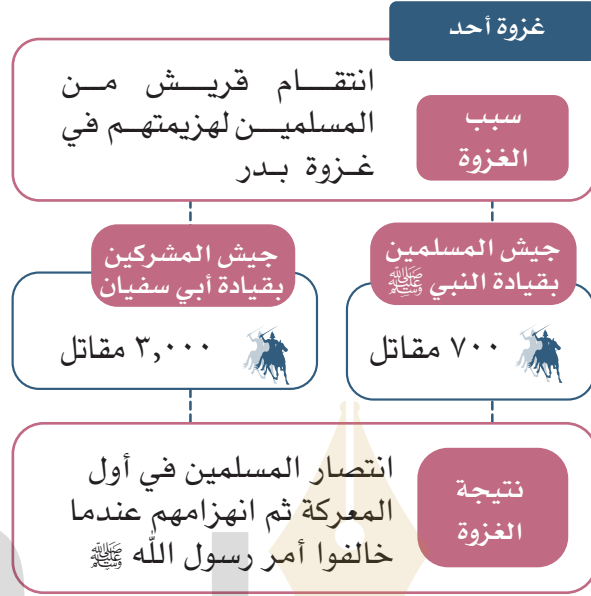 غزوة أحد
سبب
الغزوة
انتقام قريش من
المسلمين لهزيمتهم في
غزوة بدر
جيش المسلمين
بقيادة النبي ﷺ
٧٠٠ مقاتل
جيش المشركين
بقيادة أبي سفيان
٣,٠٠٠ مقاتل
نتيجة
الغزوة
انتصار المسلمين في أول
المعركة ثم انهزامهم عندما
خالفوا أمر رسول الله ﷺ